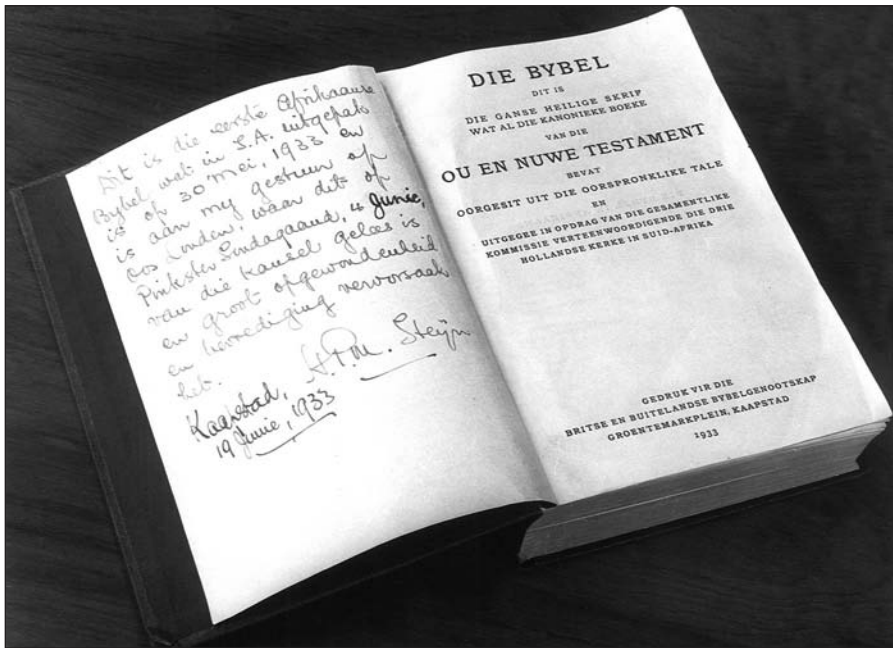 Dit is die eerste Afrikaanse
Bybel wat in S.A. uitgepak
is op 30 Mei, 1933 en
is aan my gestuur op
Oos Londen, waar dit op
Pinkster Sondagaand, 4 Junie,
van die kansel gelees is
en groot opgewondenheid
en bevrediging veroorsaak
het.
Steijn
Kaapstad,
19 Junie, 1933
DIE BYBEL
DIT IS
DIE GANSE HEILIGE SKRIF
WAT AL DIE KANONIEKE BOEKE
VAN DIE
OU EN NUWE TESTAMENT
BEVAT
OORGESIT UIT DIE OORSPRONKLIKE TALE
EN
UITGEGEE IN OPDRAG VAN DIE GESAMENTLIKE
KOMMISSIE VERTEENWOORDIGENDE DIE DRIE
HOLLANDSE KERKE IN SUID-AFRIKA
GEDRUK VIR DIE
BRITSE EN BUITELANDSE BYBELGENOOTSKAP
GROENTEMARKPLEIN, KAAPSTAD
1933